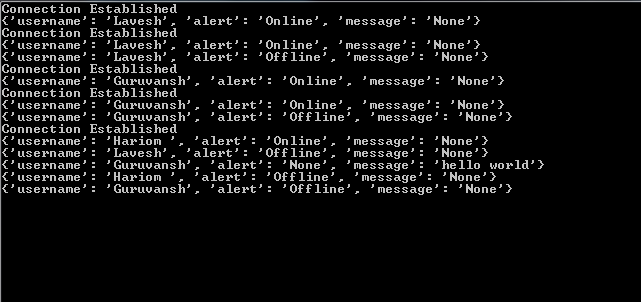 Connection Established
{'username': 'Lavesh', 'alert': 'Online', 'message': 'None'}
Connection Established
{'username': 'Lavesh', 'alert': 'Online', 'message': 'None'}
{'username': 'Lavesh', 'alert': 'Offline', 'message': 'None'}
Connection Established
{'username': 'Guruvansh', 'alert': 'Online', 'message': 'None'}
Connection Established
{'username': 'Guruvansh', 'alert': 'Online', 'message': 'None'}
{'username': 'Guruvansh', 'alert': 'Offline', 'message': 'None'}
Connection Established
{'username': 'Hariom ', 'alert': 'Online', 'message': 'None'}
{'username': 'Lavesh', 'alert': 'Offline', 'message': 'None'}
{'username': 'Guruvansh', 'alert': 'None', 'message': 'hello world'}
{'username': 'Hariom ', 'alert': 'Offline', 'message': 'None'}
{'username': 'Guruvansh', 'alert': 'Offline', 'message': 'None'}